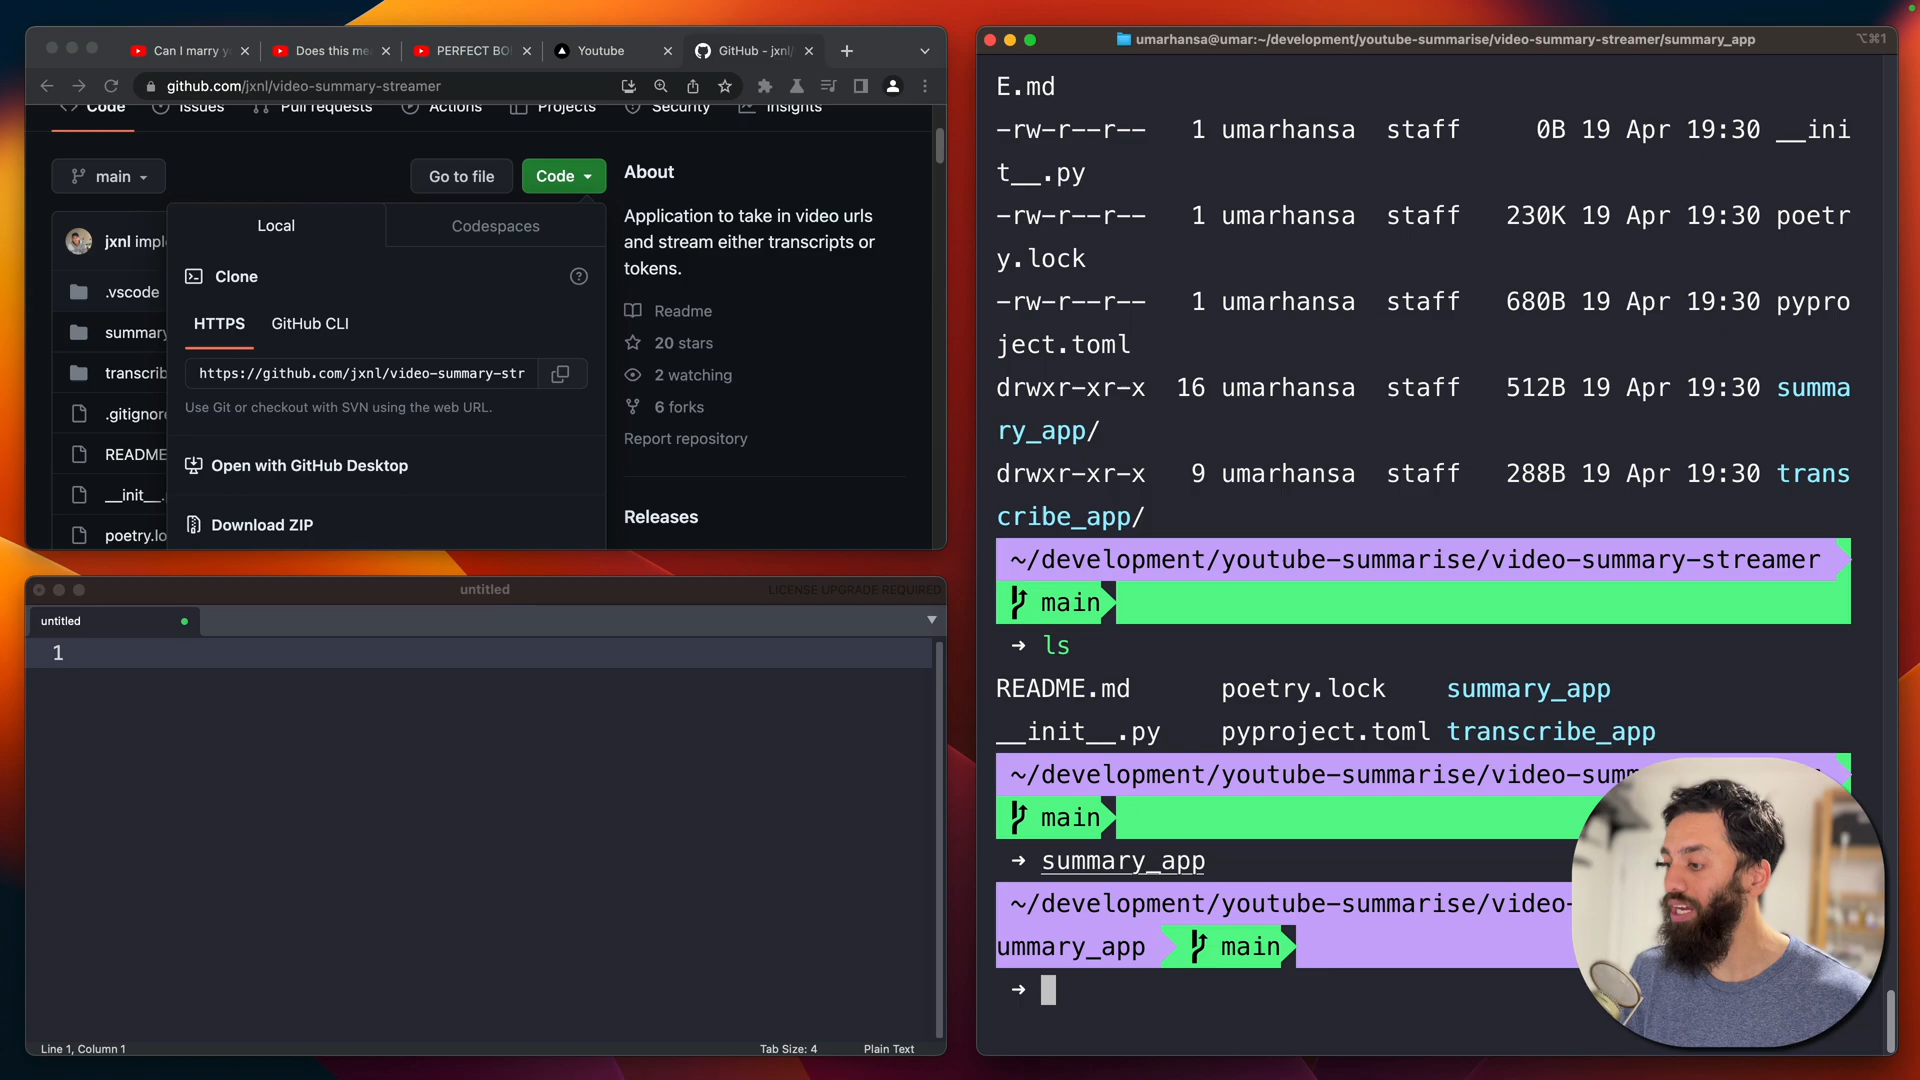 Can I marry y
Does this me
PERFECT BO
Youtube
GitHub - jxnl/
github.com/jxnl/video-summary-streamer
Code
Issues
Pull requests
Actions
Projects
Security
Insights
main
Go to file
Code
jxnl impl
.vscode
summary
transcrib
.gitignor
README
__init__.
poetry.lo
Local
Codespaces
Clone
HTTPS
GitHub CLI
https://github.com/jxnl/video-summary-str
Use Git or checkout with SVN using the web URL.
Open with GitHub Desktop
Download ZIP
About
Application to take in video urls
and stream either transcripts or
tokens.
Readme
20 stars
2 watching
6 forks
Report repository
Releases
untitled
LICENSE UPGRADE REQUIRED
untitled
1
Line 1, Column 1
Tab Size: 4
Plain Text
umarhansa@umar:~/development/youtube-summarise/video-summary-streamer/summary_app
⌥⌘1
E.md
-rw-r--r-- 1 umarhansa staff 0B 19 Apr 19:30 __ini
t__.py
-rw-r--r-- 1 umarhansa staff 230K 19 Apr 19:30 poetr
y.lock
-rw-r--r-- 1 umarhansa staff 680B 19 Apr 19:30 pypro
ject.toml
drwxr-xr-x 16 umarhansa staff 512B 19 Apr 19:30 summa
ry_app/
drwxr-xr-x 9 umarhansa staff 288B 19 Apr 19:30 trans
cribe_app/
~/development/youtube-summarise/video-summary-streamer
main
➜ ls
README.md poetry.lock summary_app
__init__.py pyproject.toml transcribe_app
~/development/youtube-summarise/video-sum
main
➜ summary_app
~/development/youtube-summarise/video-
ummary_app main
➜